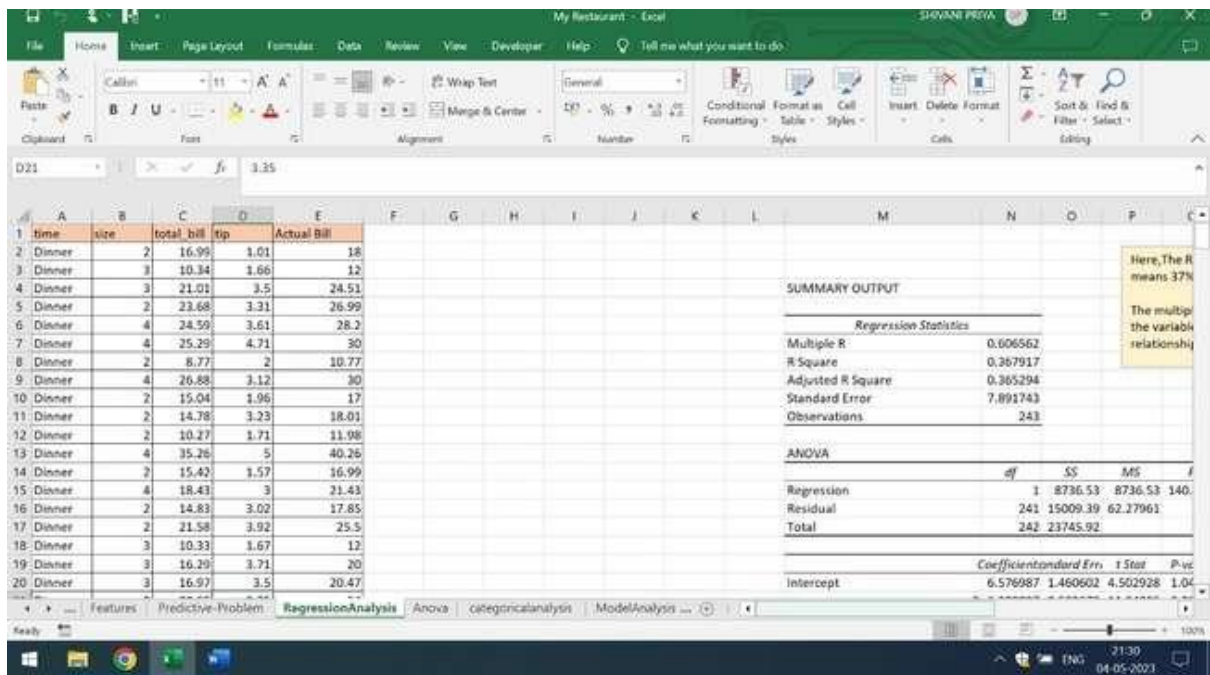 My Restaurant - Excel
SHIVANI PRIYA
File Home Insert Page Layout Formulas Data Review View Developer Help Tell me what you want to do
Paste
Calibri 11
B I U
Wrap Text
Merge & Center
General
Conditional Formatting
Format as Table
Cell Styles
Insert Delete Format
Sort & Filter
Find & Select
Clipboard Font Alignment Number Styles Cells Editing
D21 fx 3.35
A B C D E F G H I J K L M N O P
1 time size total_bill tip Actual Bill
2 Dinner 2 16.99 1.01 18
3 Dinner 3 10.34 1.66 12
4 Dinner 3 21.01 3.5 24.51
5 Dinner 2 23.68 3.31 26.99
6 Dinner 4 24.59 3.61 28.2
7 Dinner 4 25.29 4.71 30
8 Dinner 2 8.77 2 10.77
9 Dinner 4 26.88 3.12 30
10 Dinner 2 15.04 1.96 17
11 Dinner 2 14.78 3.23 18.01
12 Dinner 2 10.27 1.71 11.98
13 Dinner 4 35.26 5 40.26
14 Dinner 2 15.42 1.57 16.99
15 Dinner 4 18.43 3 21.43
16 Dinner 2 14.83 3.02 17.85
17 Dinner 2 21.58 3.92 25.5
18 Dinner 3 10.33 1.67 12
19 Dinner 3 16.29 3.71 20
20 Dinner 3 16.97 3.5 20.47
SUMMARY OUTPUT
Regression Statistics
Multiple R 0.606562
R Square 0.367917
Adjusted R Square 0.365294
Standard Error 7.891743
Observations 243
ANOVA
df SS MS F
Regression 1 8736.53 8736.53 140.
Residual 241 15009.39 62.27961
Total 242 23745.92
Coefficient andard Err t Stat P-va
Intercept 6.576987 1.460602 4.502928 1.04
Here,The R
means 37%
The multip
the variable
relationship
Features Predictive-Problem RagressionAnalysis Anova categoricalanalysis ModelAnalysis ...
Ready
100%
ENG
21:30
04-05-2023